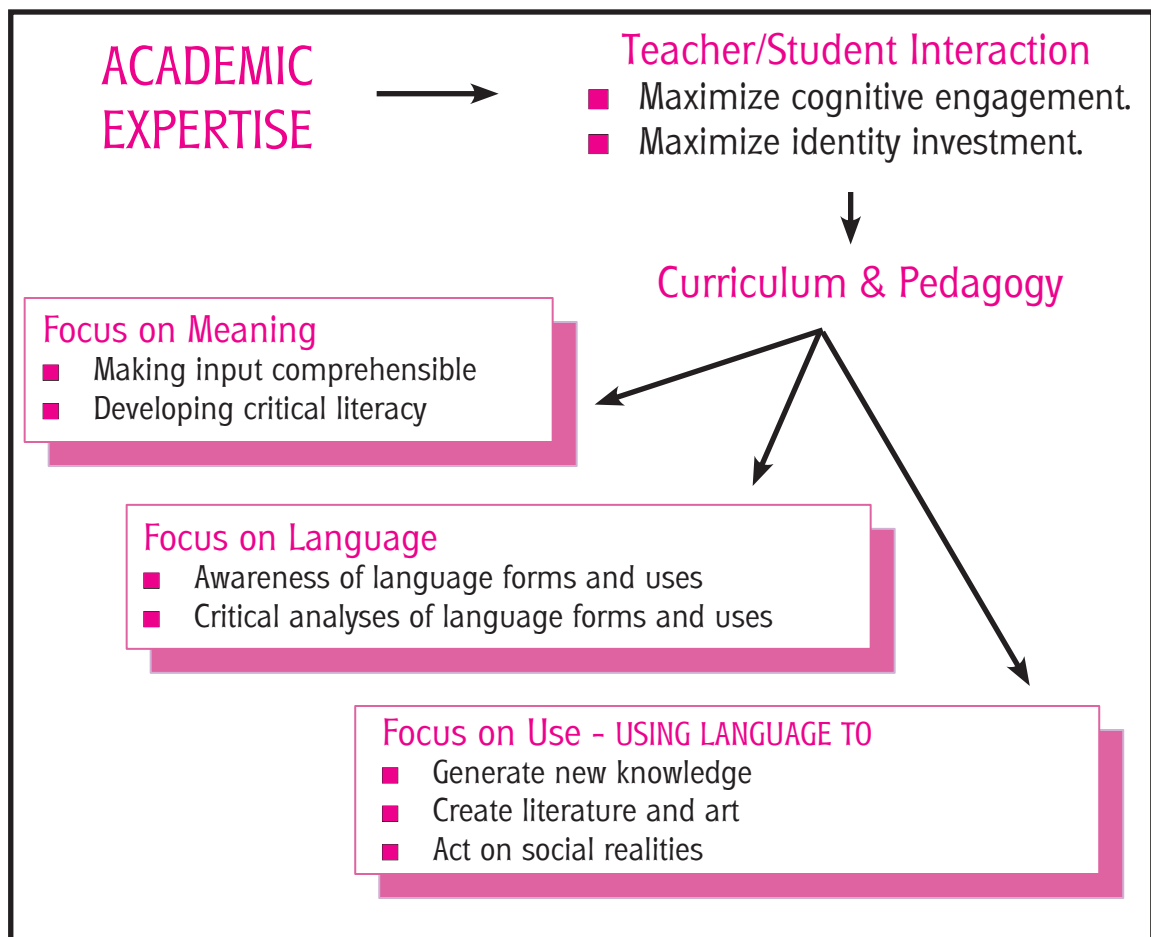 ACADEMIC
EXPERTISE
Teacher/Student Interaction
Maximize cognitive engagement.
Maximize identity investment.
Curriculum & Pedagogy
Focus on Meaning
Making input comprehensible
Developing critical literacy
Focus on Language
Awareness of language forms and uses
Critical analyses of language forms and uses
Focus on Use - USING LANGUAGE TO
Generate new knowledge
Create literature and art
Act on social realities